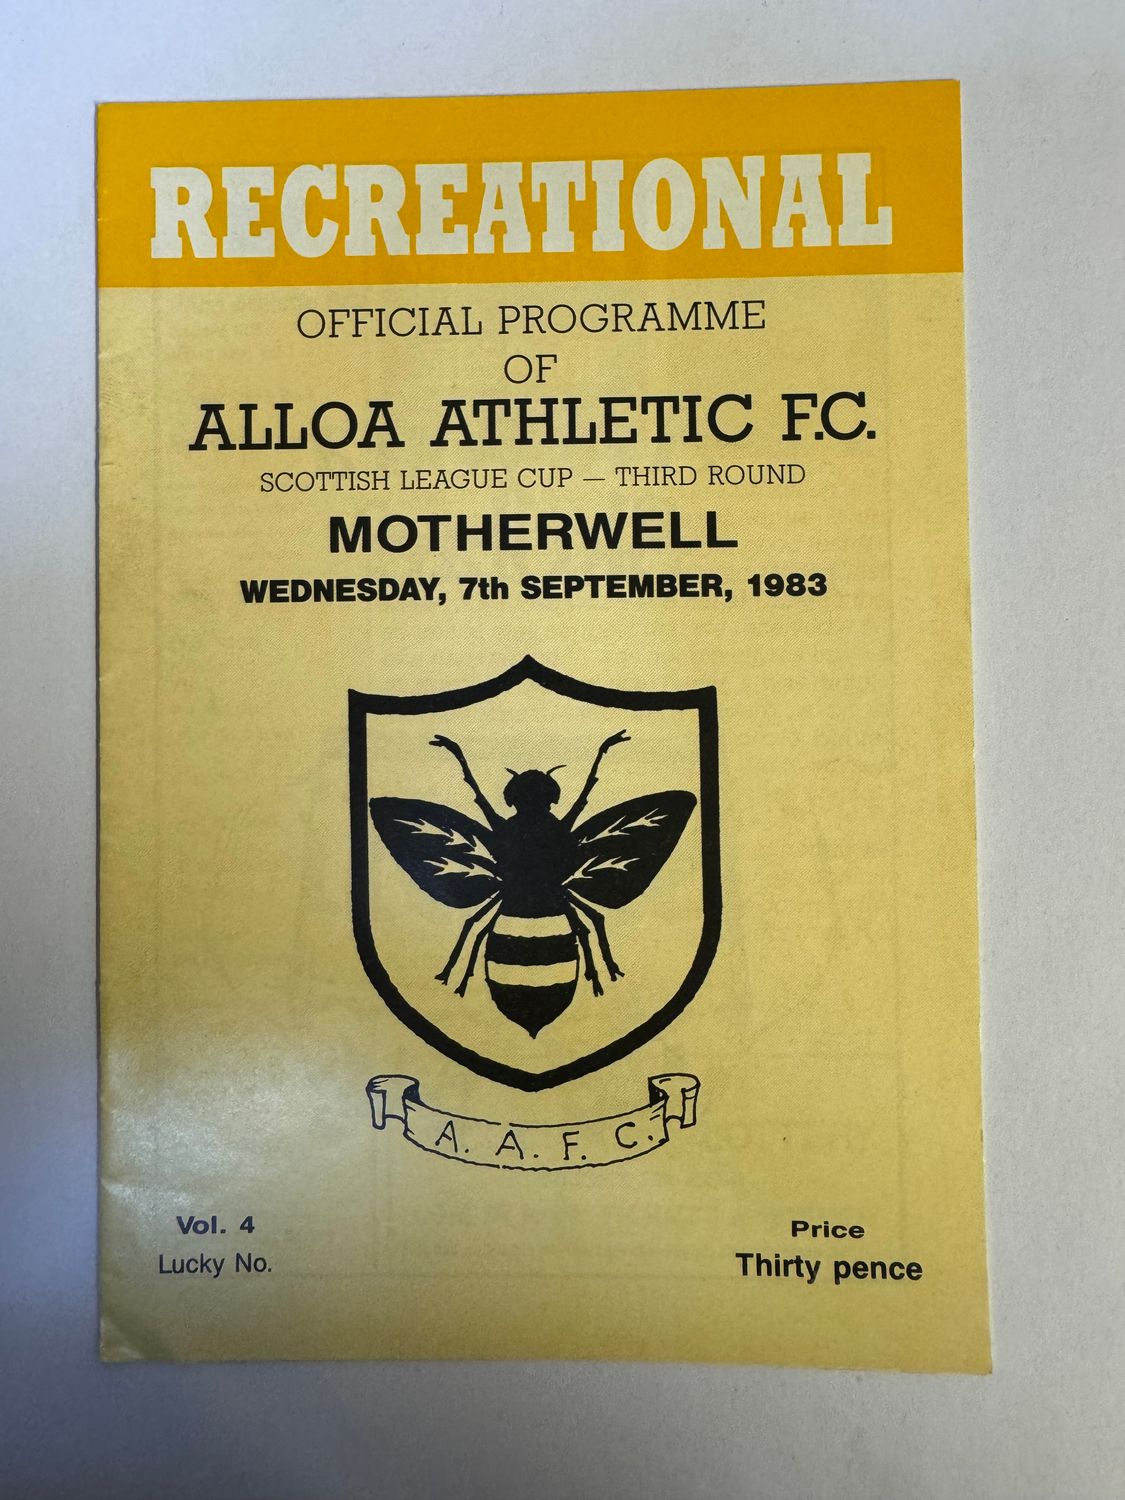 RECREATIONAL
OFFICIAL PROGRAMME
OF
ALLOA ATHLETIC F.C.
SCOTTISH LEAGUE CUP — THIRD ROUND
MOTHERWELL
WEDNESDAY, 7th SEPTEMBER, 1983
A. A. F. C.
Vol. 4
Lucky No.
Price
Thirty pence